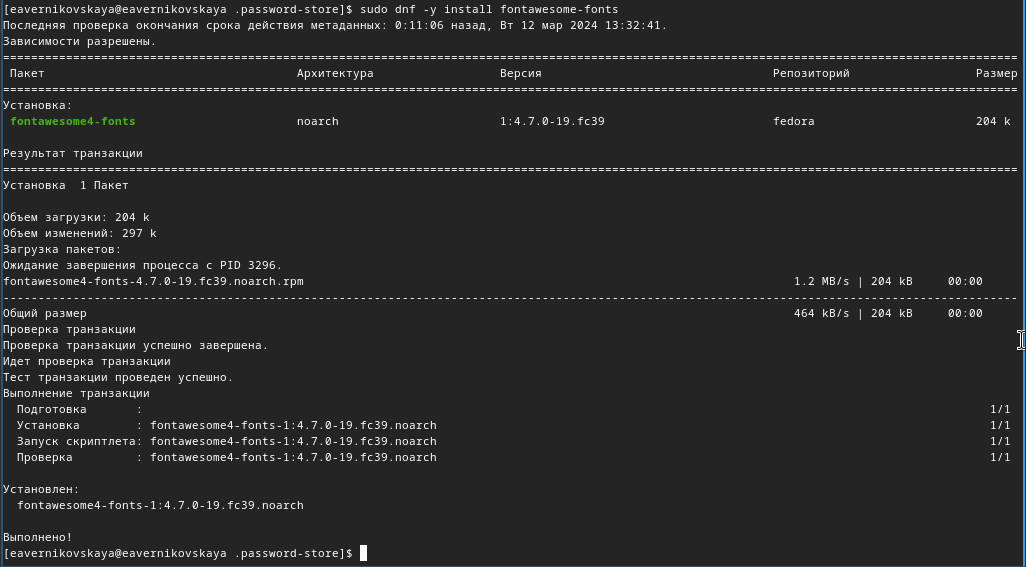 [eavernikovskaya@eavernikovskaya .password-store]$ sudo dnf -y install fontawesome-fonts
Последняя проверка окончания срока действия метаданных: 0:11:06 назад, Вт 12 мар 2024 13:32:41.
Зависимости разрешены.
================================================================================
Пакет Архитектура Версия Репозиторий Размер
================================================================================
Установка:
fontawesome4-fonts noarch 1:4.7.0-19.fc39 fedora 204 k
Результат транзакции
================================================================================
Установка 1 Пакет
Объем загрузки: 204 k
Объем изменений: 297 k
Загрузка пакетов:
Ожидание завершения процесса с PID 3296.
fontawesome4-fonts-4.7.0-19.fc39.noarch.rpm 1.2 MB/s | 204 kB 00:00
--------------------------------------------------------------------------------
Общий размер 464 kB/s | 204 kB 00:00
Проверка транзакции
Проверка транзакции успешно завершена.
Идет проверка транзакции
Тест транзакции проведен успешно.
Выполнение транзакции
Подготовка : 1/1
Установка : fontawesome4-fonts-1:4.7.0-19.fc39.noarch 1/1
Запуск скриптлета: fontawesome4-fonts-1:4.7.0-19.fc39.noarch 1/1
Проверка : fontawesome4-fonts-1:4.7.0-19.fc39.noarch 1/1
Установлен:
fontawesome4-fonts-1:4.7.0-19.fc39.noarch
Выполнено!
[eavernikovskaya@eavernikovskaya .password-store]$